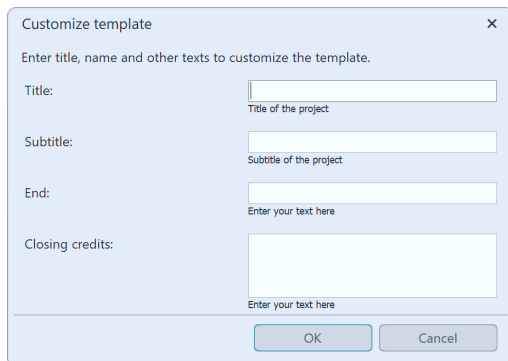 Customize template
Enter title, name and other texts to customize the template.
Title:
Title of the project
Subtitle:
Subtitle of the project
End:
Enter your text here
Closing credits:
Enter your text here
OK
Cancel